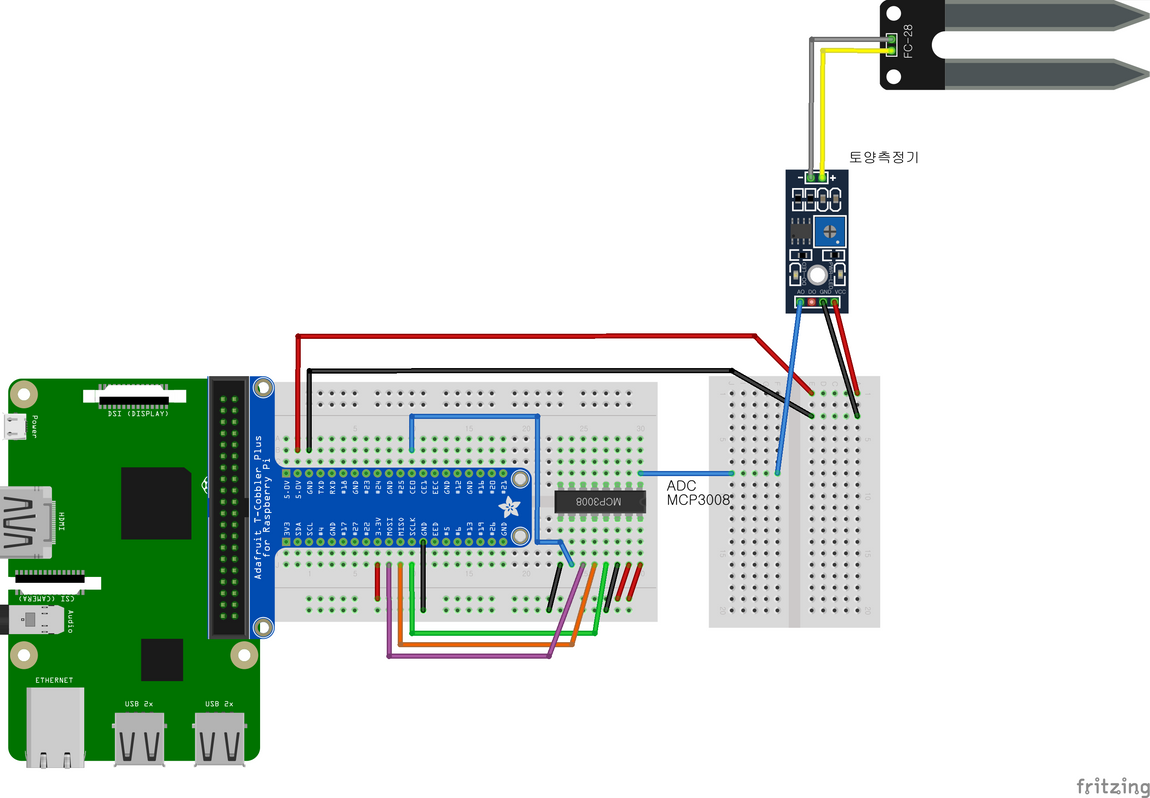 FC-28
토양측정기
- +
AO DO GND VCC
DSI (DISPLAY)
Power
HDMI
CSI (CAMERA)
Audio
ETHERNET
USB 2x
USB 2x
Adafruit T-Cobbler Plus
for Raspberry Pi
5.0V 5.0V GND TXD RXD #18 GND #23 #24 GND #25 CE0 CE1 EEC GND #12 GND #16 #20 #21
3V3 SDA SCL #4 GND #17 #27 #22 3.3V MOSI MISO SCLK GND EED #5 #6 #13 #19 #26 GND
MCP3008
ADC
MCP3008
fritzing